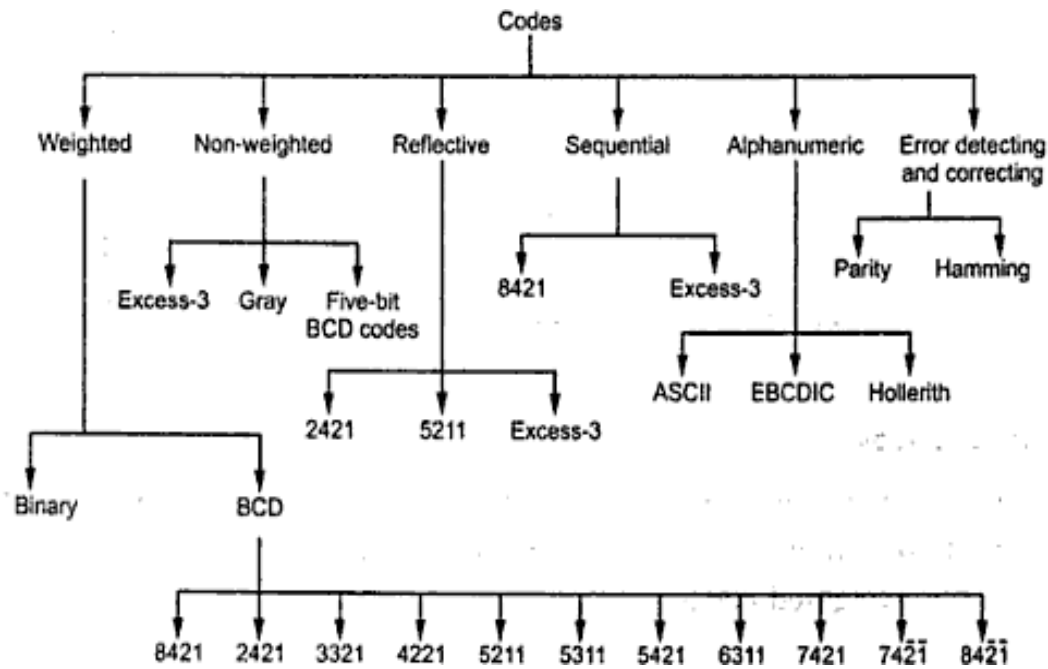 Codes
Weighted
Non-weighted
Reflective
Sequential
Alphanumeric
Error detecting
and correcting
Excess-3
Gray
Five-bit
BCD codes
8421
Excess-3
Parity
Hamming
2421
5211
Excess-3
ASCII
EBCDIC
Hollerith
Binary
BCD
8421
2421
3321
4221
5211
5311
5421
6311
7421
742̅1̅
842̅1̅